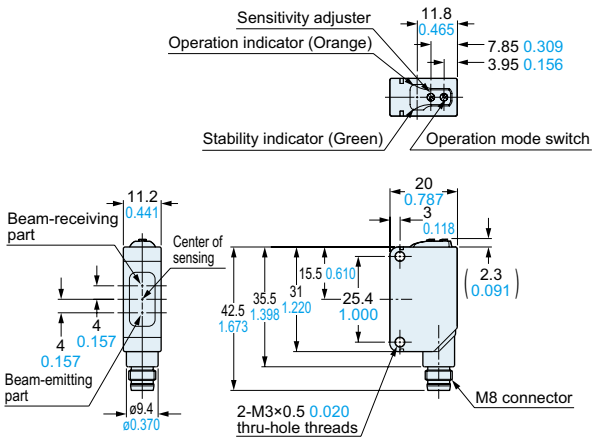 Sensitivity adjuster
Operation indicator (Orange)
11.8
0.465
7.85 0.309
3.95 0.156
Stability indicator (Green)
Operation mode switch
11.2
0.441
Beam-receiving
part
Center of
sensing
4
0.157
4
0.157
Beam-emitting
part
ø9.4
ø0.370
20
0.787
3
0.118
2.3
0.091
15.5 0.610
25.4
1.000
31
1.220
35.5
1.398
42.5
1.673
2-M3×0.5 0.020
thru-hole threads
M8 connector